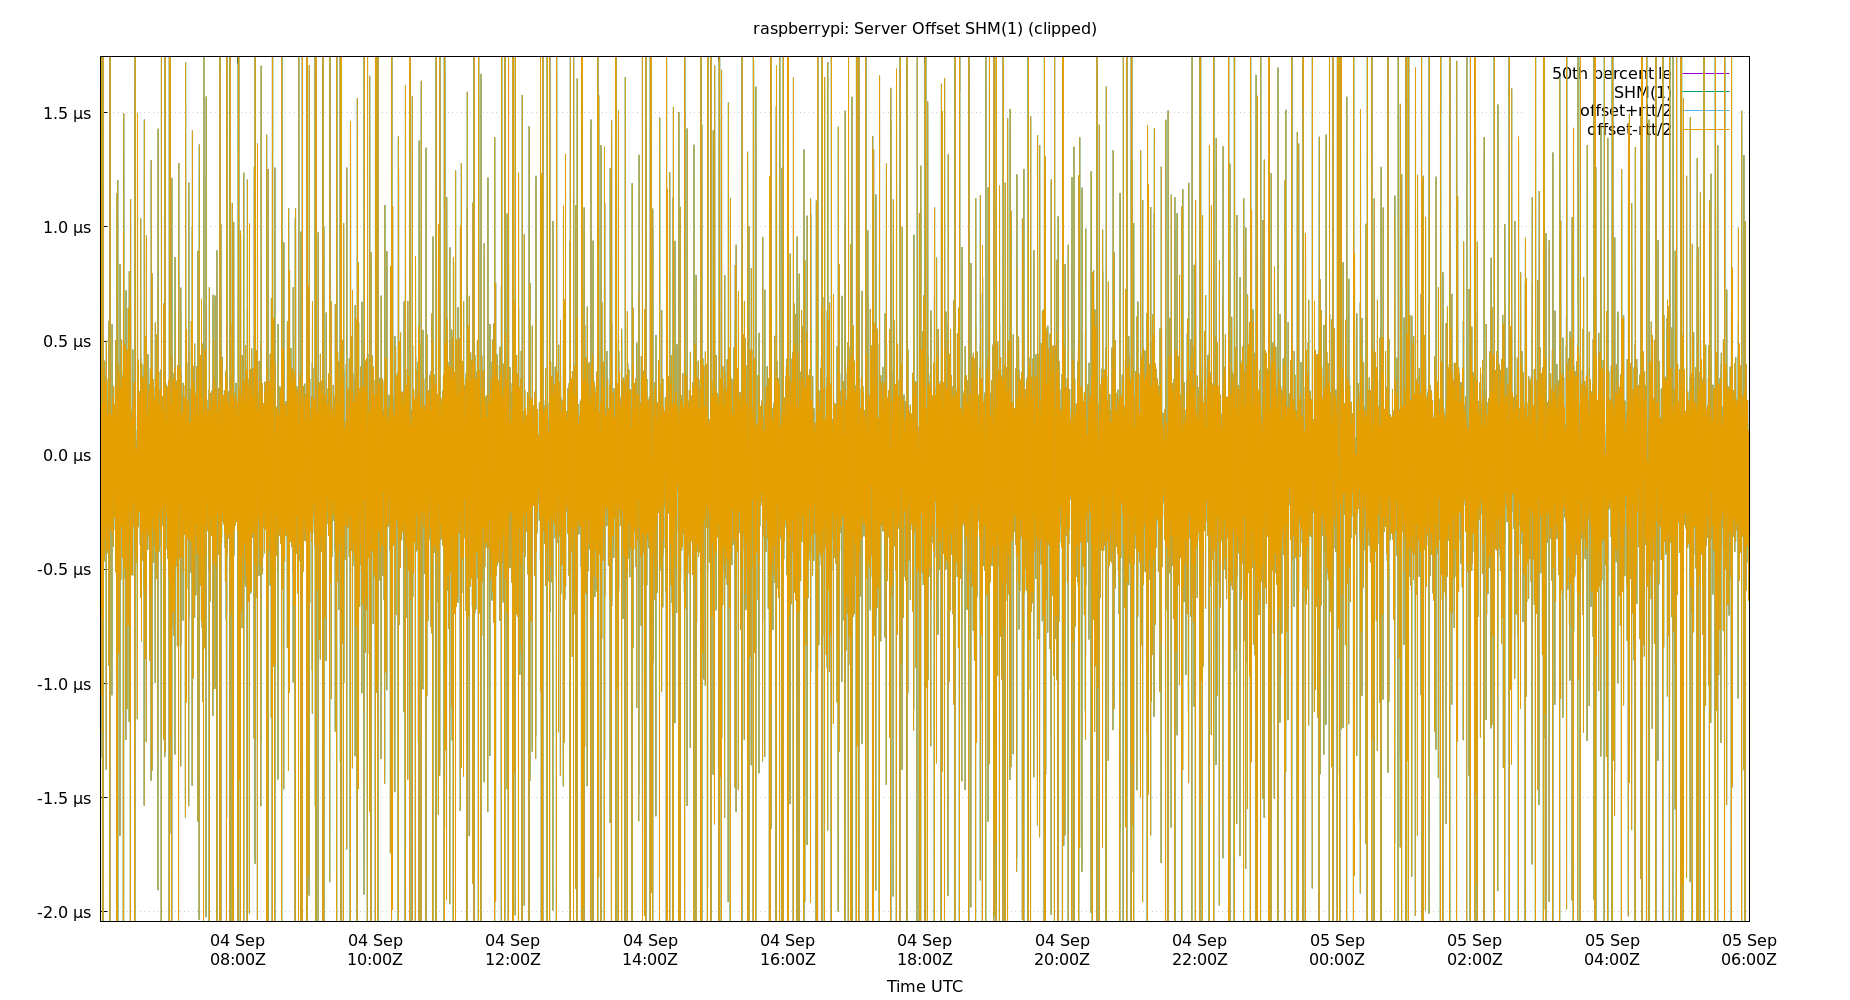 raspberrypi: Server Offset SHM(1) (clipped)
50th percentile
SHM(1)
offset+rtt/2
offset-rtt/2
1.5 µs
1.0 µs
0.5 µs
0.0 µs
-0.5 µs
-1.0 µs
-1.5 µs
-2.0 µs
04 Sep 04 Sep 04 Sep 04 Sep 04 Sep 04 Sep 04 Sep 04 Sep 05 Sep 05 Sep 05 Sep 05 Sep
08:00Z 10:00Z 12:00Z 14:00Z 16:00Z 18:00Z 20:00Z 22:00Z 00:00Z 02:00Z 04:00Z 06:00Z
Time UTC